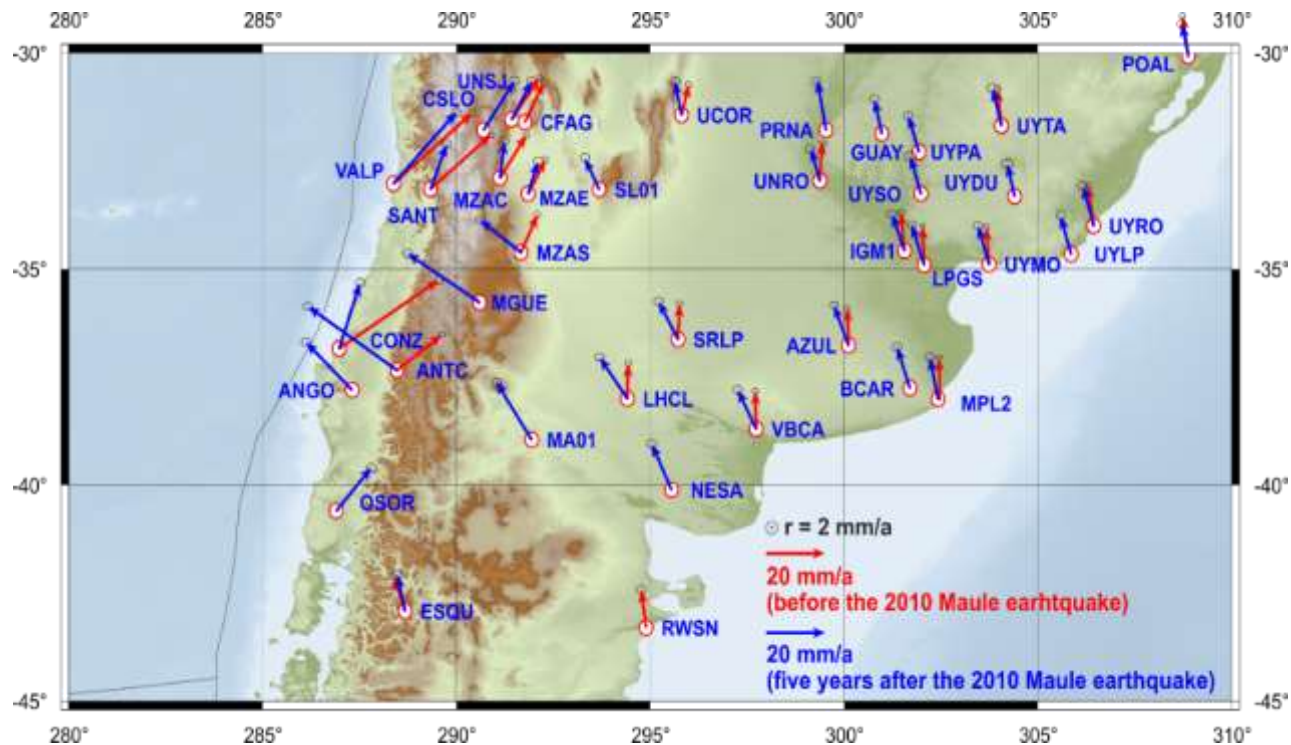 280° 285° 290° 295° 300° 305° 310°
-30° -30°
POAL
UNSJ
CSLO
CFAG UCOR PRNA UYTA
GUAY UYPA
VALP
UNRO UYDU
MZAC MZAE SL01 UYSO
SANT
UYRO
MZAS IGM1 UYLP
LPGS UYMO
-35° -35°
MGUE
CONZ SRLP AZUL
ANTC
ANGO LHCL BCAR MPL2
MA01 VBCA
-40° NESA -40°
OSOR
r = 2 mm/a
20 mm/a
(before the 2010 Maule earhtquake)
ESQU RWSN
20 mm/a
(five years after the 2010 Maule earthquake)
-45° -45°
280° 285° 290° 295° 300° 305° 310°